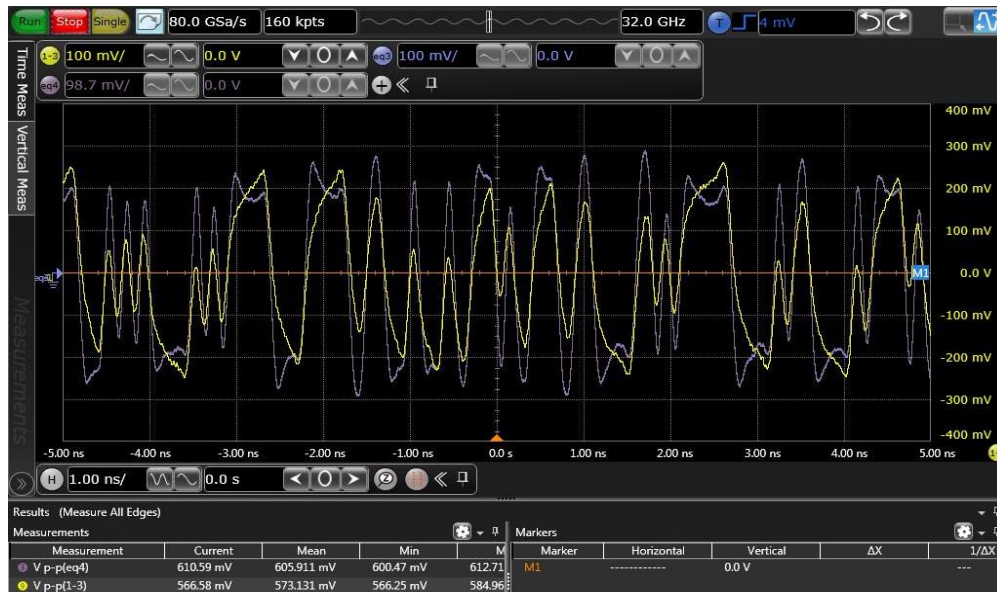 Run Stop Single 80.0 GSa/s 160 kpts 32.0 GHz T 4 mV
1-3 100 mV/ 0.0 V eq3 100 mV/ 0.0 V
eq4 98.7 mV/ 0.0 V
Time Meas
Vertical Meas
Measurements
400 mV
300 mV
200 mV
100 mV
0.0 V
M1
-100 mV
-200 mV
-300 mV
-400 mV
-5.00 ns -4.00 ns -3.00 ns -2.00 ns -1.00 ns 0.0 s 1.00 ns 2.00 ns 3.00 ns 4.00 ns 5.00 ns
H 1.00 ns/ 0.0 s
Results (Measure All Edges)
Measurements Markers
Measurement Current Mean Min M Marker Horizontal Vertical ΔX 1/ΔX
V p-p(eq4) 610.59 mV 605.911 mV 600.47 mV 612.71 M1 ------------ 0.0 V ---
V p-p(1-3) 566.58 mV 573.131 mV 566.25 mV 584.96